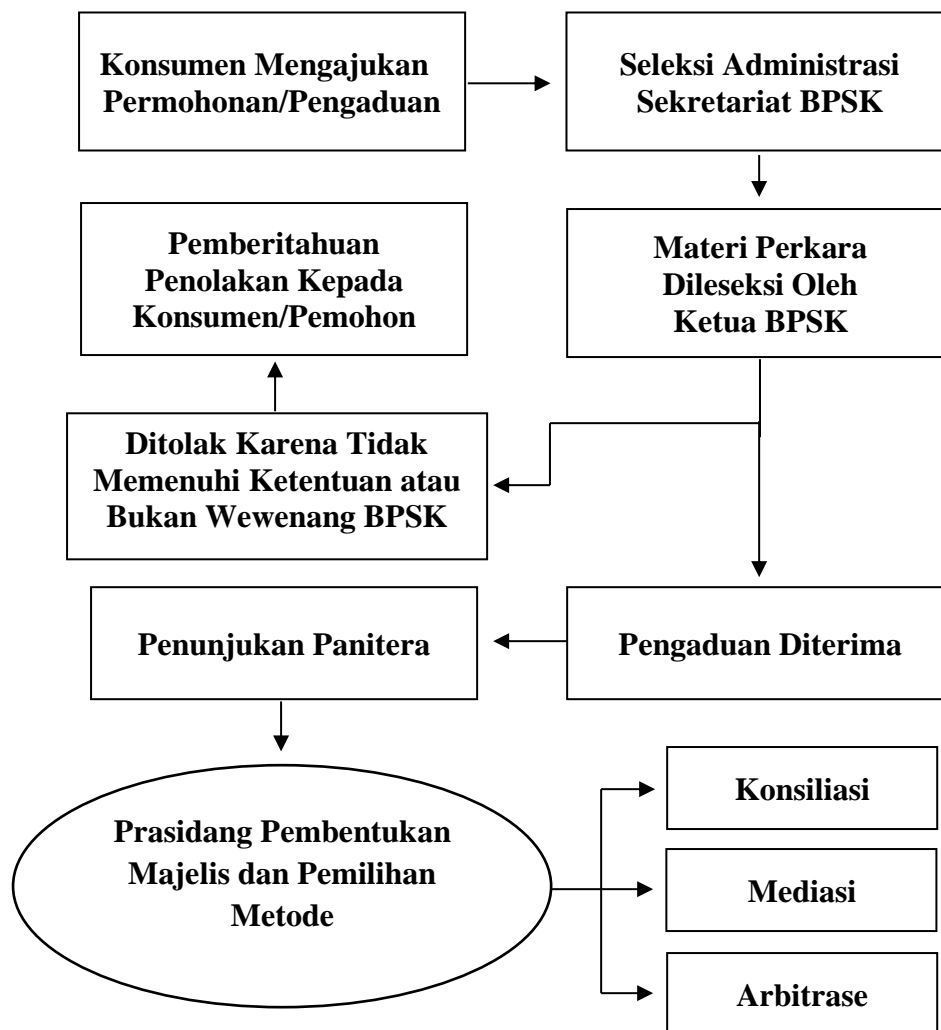 Konsumen Mengajukan
Permohonan/Pengaduan
Seleksi Administrasi
Sekretariat BPSK
Pemberitahuan
Penolakan Kepada
Konsumen/Pemohon
Materi Perkara
Dileseksi Oleh
Ketua BPSK
Ditolak Karena Tidak
Memenuhi Ketentuan atau
Bukan Wewenang BPSK
Penunjukan Panitera
Pengaduan Diterima
Prasidang Pembentukan
Majelis dan Pemilihan
Metode
Konsiliasi
Mediasi
Arbitrase